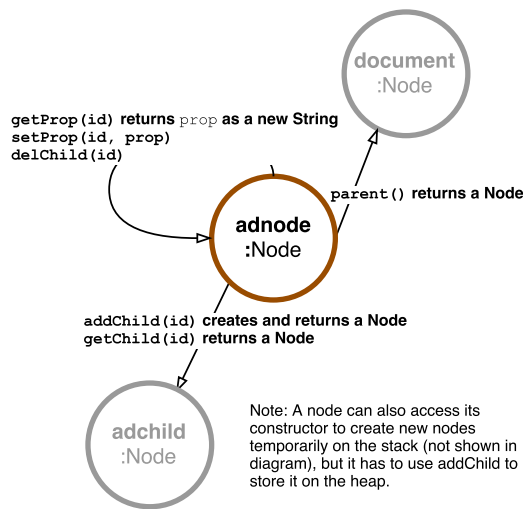 document
:Node
getProp(id) returns prop as a new String
setProp(id, prop)
delChild(id)
parent() returns a Node
adnode
:Node
addChild(id) creates and returns a Node
getChild(id) returns a Node
adchild
:Node
Note: A node can also access its
constructor to create new nodes
temporarily on the stack (not shown in
diagram), but it has to use addChild to
store it on the heap.